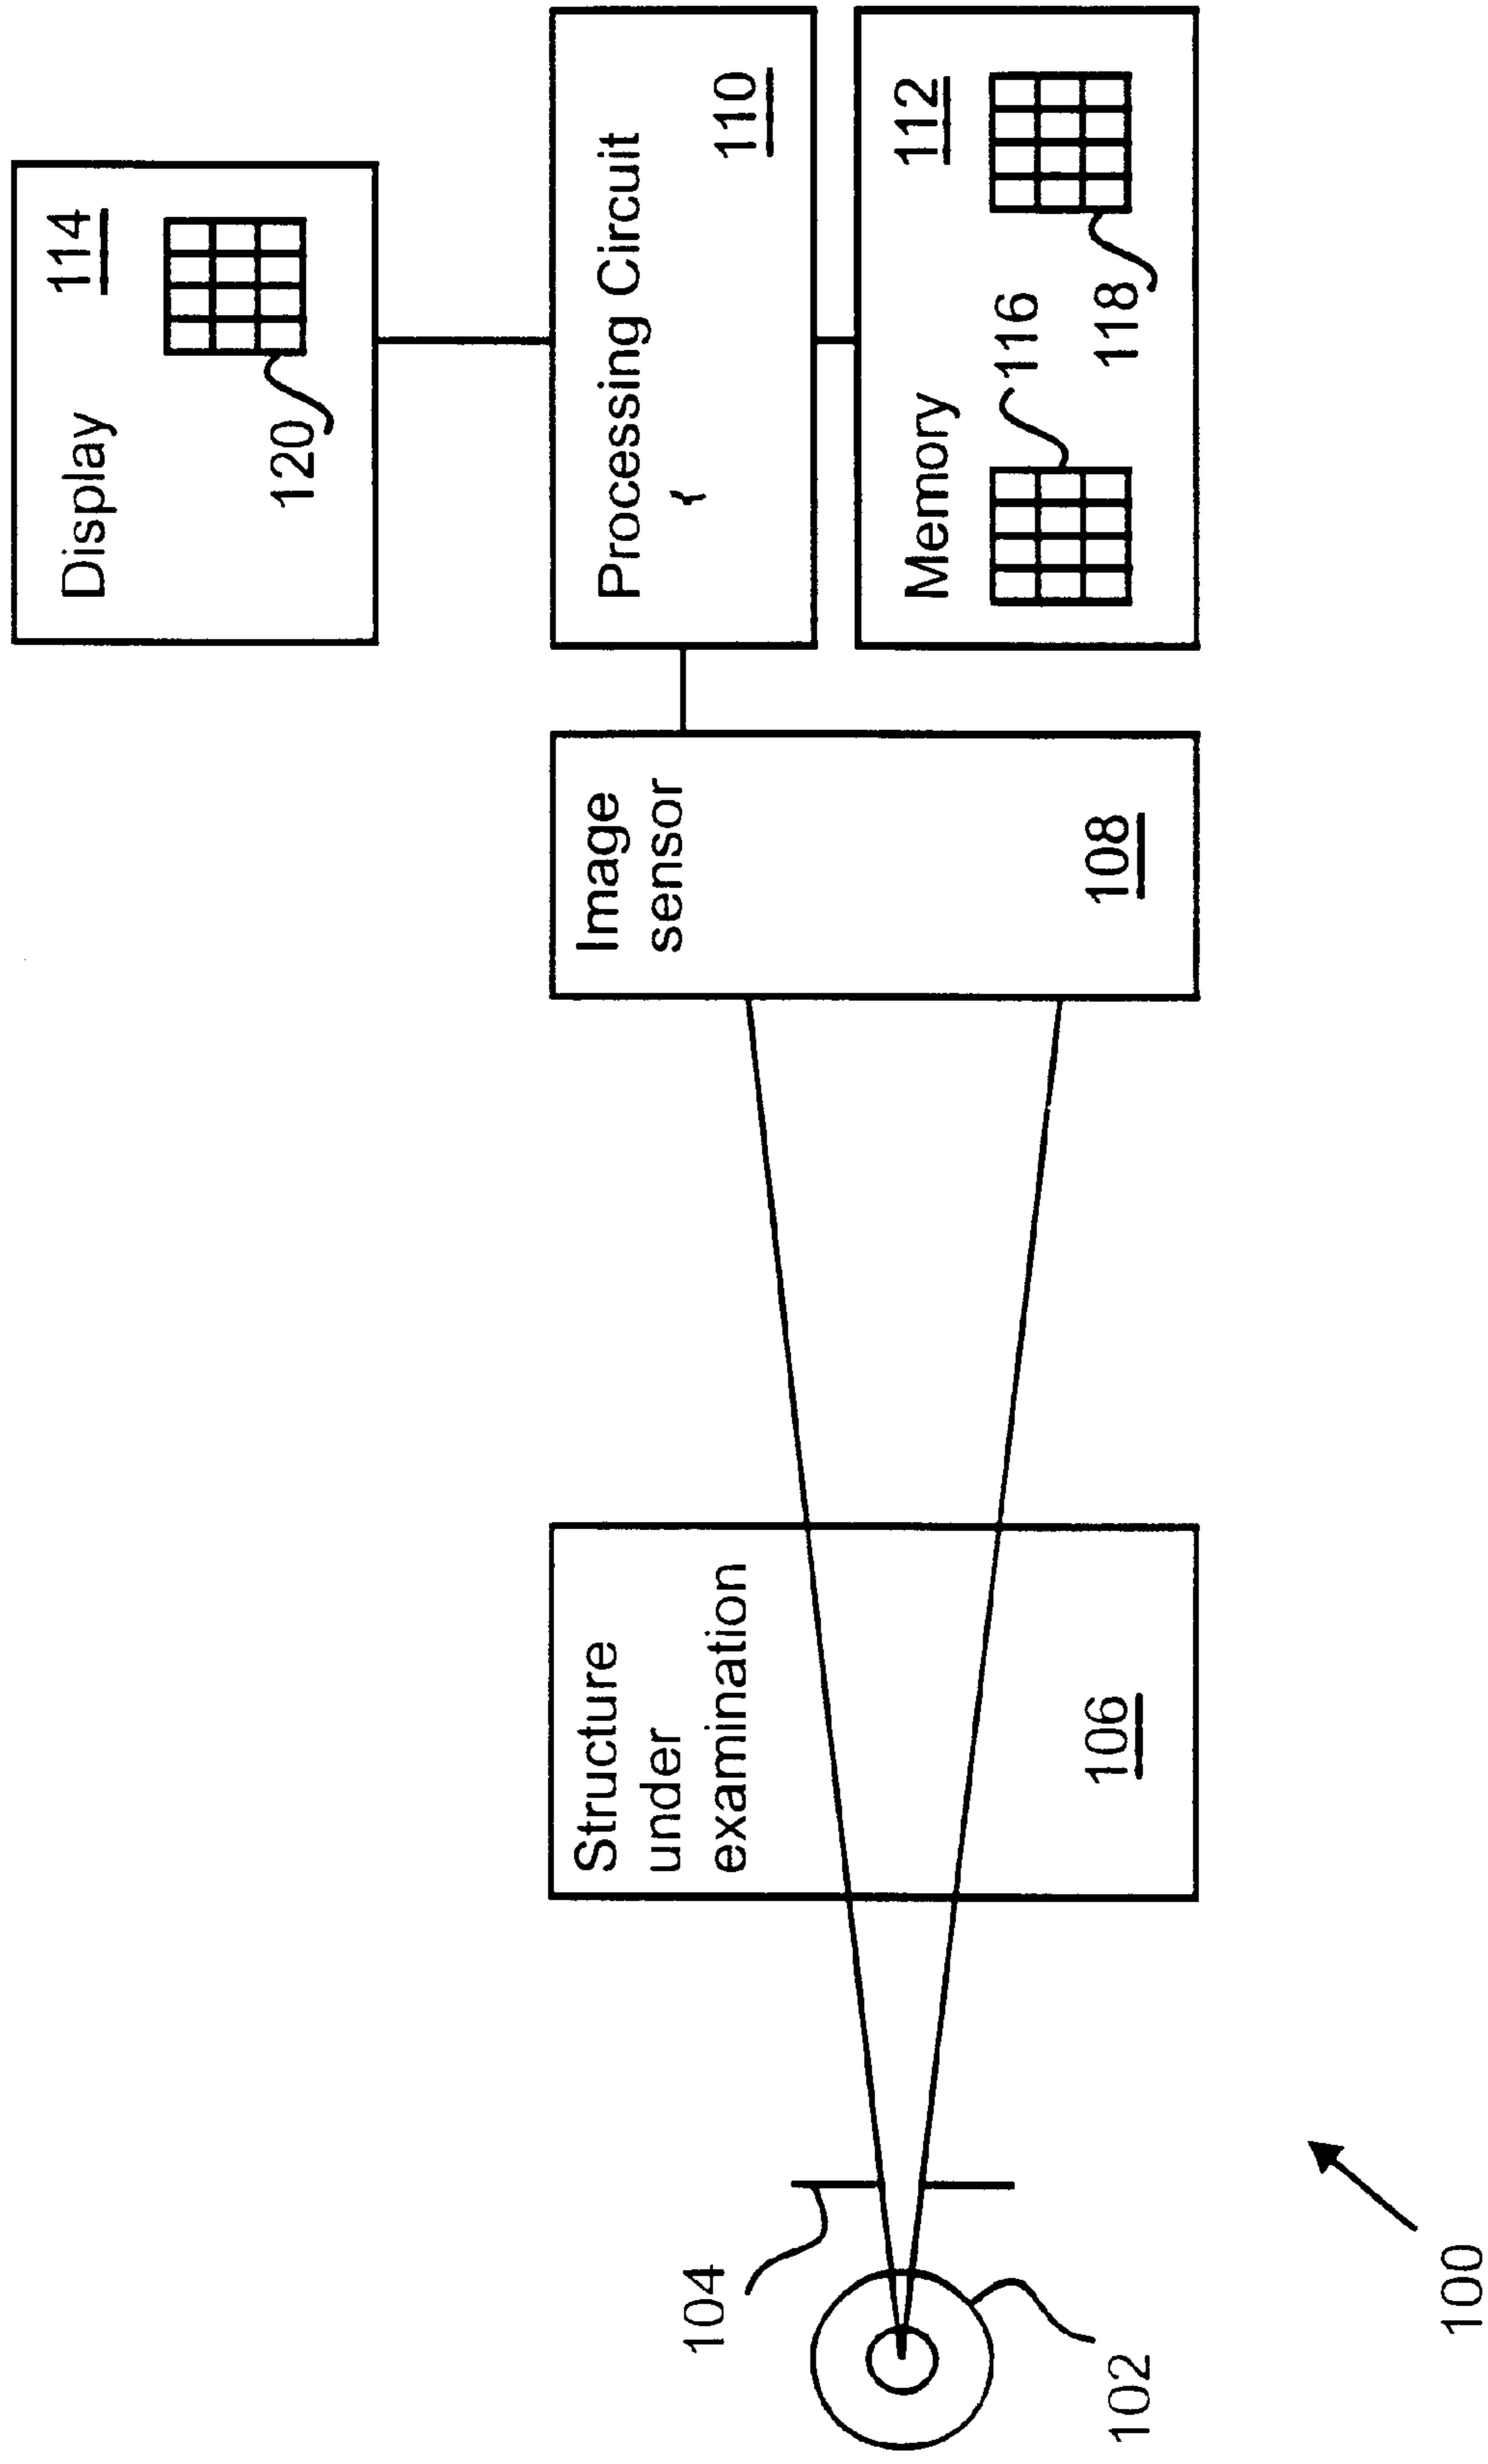 Display
114
120
Processing Circuit
110
Memory
112
116
118
Image
sensor
108
Structure
under
examination
106
104
102
100